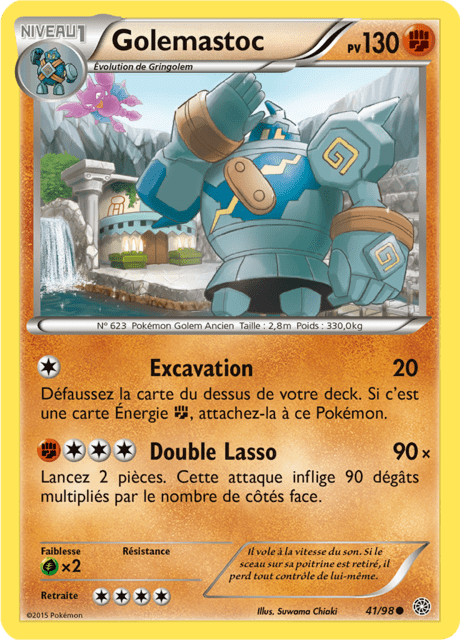 NIVEAU 1
Golemastoc
PV 130
Évolution de Gringolem
N° 623 Pokémon Golem Ancien Taille : 2,8m Poids : 330,0kg
Excavation 20
Défaussez la carte du dessus de votre deck. Si c'est
une carte Énergie , attachez-la à ce Pokémon.
Double Lasso 90×
Lancez 2 pièces. Cette attaque inflige 90 dégâts
multipliés par le nombre de côtés face.
Faiblesse
Résistance
×2
Retraite
Il vole à la vitesse du son. Si le
sceau sur sa poitrine est retiré, il
perd tout contrôle de lui-même.
©2015 Pokémon
Illus. Suwama Chiaki
41/98